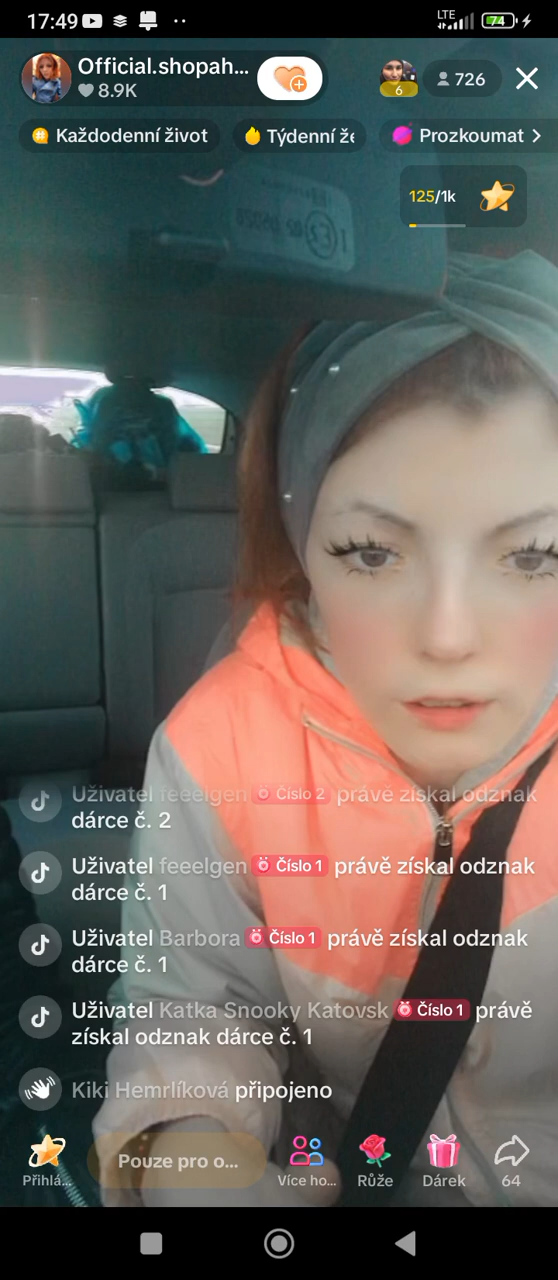 17:49
LTE
74
Official.shopah...
8.9K
6
726
Každodenní život
Týdenní že
Prozkoumat
125/1k
Uživatel feeelgen Číslo 2 právě získal odznak
dárce č. 2
Uživatel feeelgen Číslo 1 právě získal odznak
dárce č. 1
Uživatel Barbora Číslo 1 právě získal odznak
dárce č. 1
Uživatel Katka Snooky Katovsk Číslo 1 právě
získal odznak dárce č. 1
Kiki Hemrlíková připojeno
Pouze pro o...
Přihlá...
Více ho...
Růže
Dárek
64